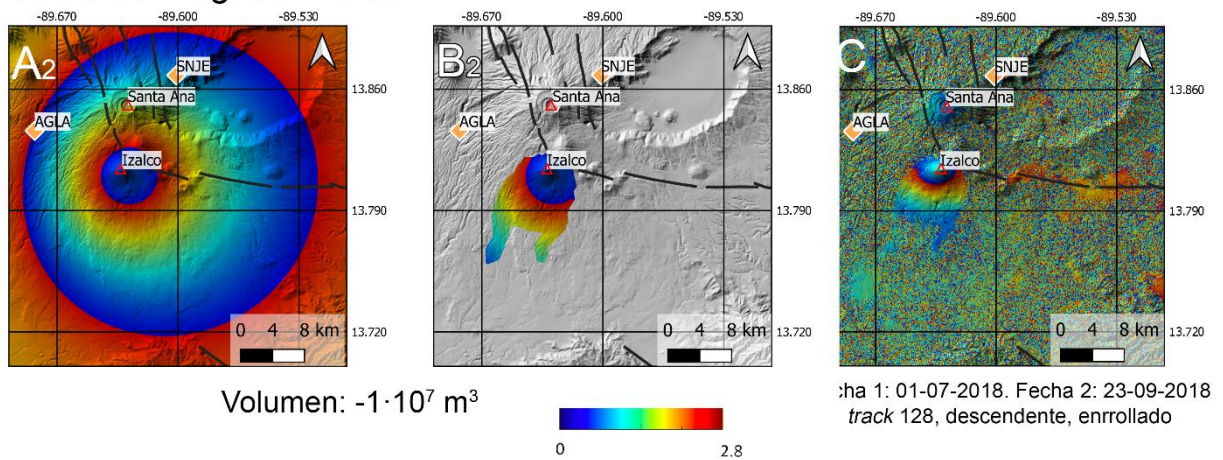 -89.670 -89.600 -89.530
A2
SNJE
Santa Ana
AGLA
Izalco
13.860
13.790
13.720
0 4 8 km
-89.670 -89.600 -89.530
B2
SNJE
Santa Ana
AGLA
Izalco
13.860
13.790
13.720
0 4 8 km
-89.670 -89.600 -89.530
C
SNJE
Santa Ana
AGLA
Izalco
13.860
13.790
13.720
0 4 8 km
Volumen: -1·10⁷ m³
0 2.8
cha 1: 01-07-2018. Fecha 2: 23-09-2018
track 128, descendente, enrrollado